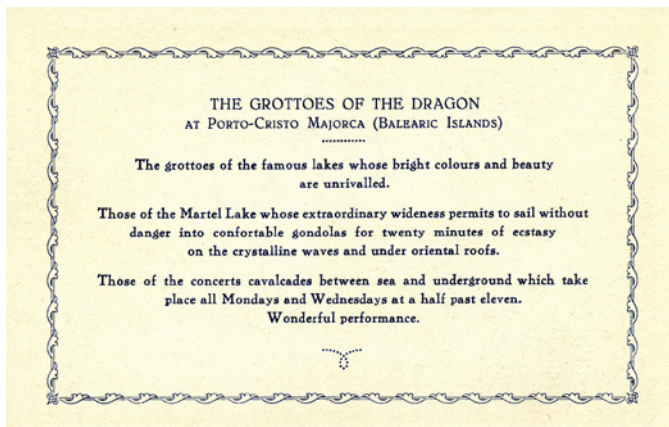 THE GROTTOES OF THE DRAGON
AT PORTO-CRISTO MAJORCA (BALEARIC ISLANDS)
The grottoes of the famous lakes whose bright colours and beauty
are unrivalled.
Those of the Martel Lake whose extraordinary wideness permits to sail without
danger into confortable gondolas for twenty minutes of ecstasy
on the crystalline waves and under oriental roofs.
Those of the concerts cavalcades between sea and underground which take
place all Mondays and Wednesdays at a half past eleven.
Wonderful performance.